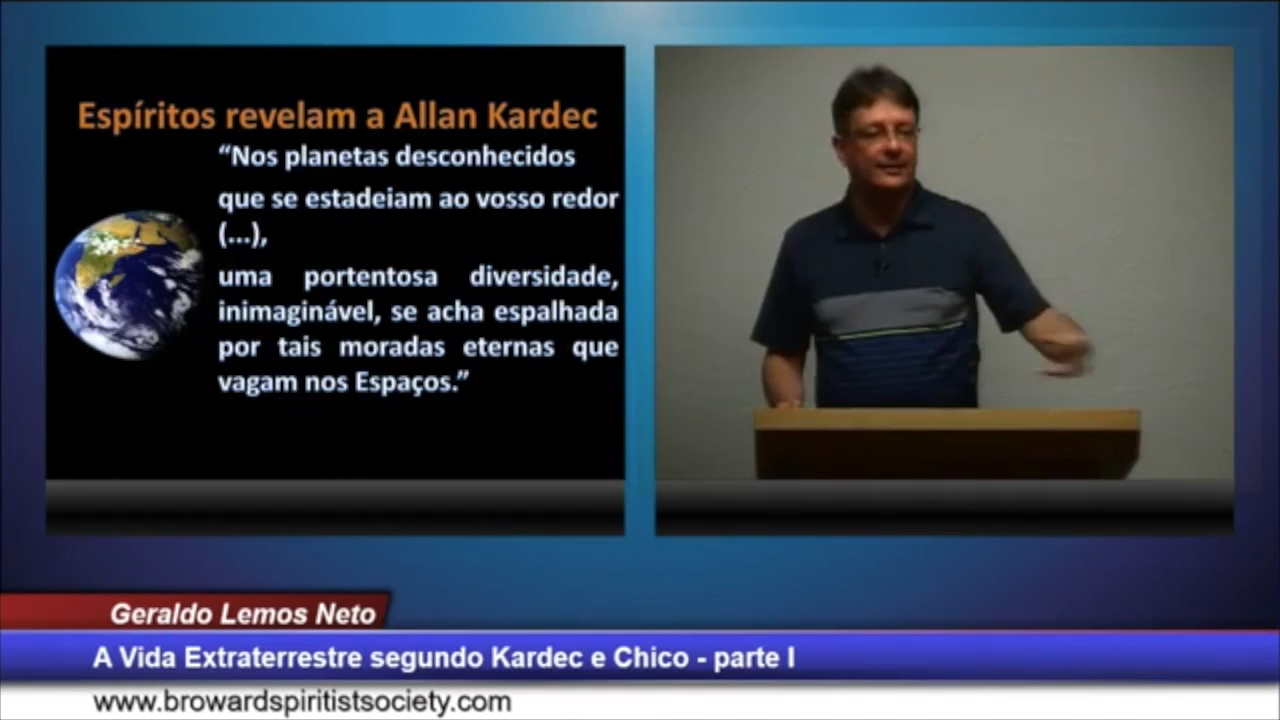 Espíritos revelam a Allan Kardec
“Nos planetas desconhecidos
que se estadeiam ao vosso redor
(...),
uma portentosa diversidade,
inimaginável, se acha espalhada
por tais moradas eternas que
vagam nos Espaços.”
Geraldo Lemos Neto
A Vida Extraterrestre segundo Kardec e Chico - parte I
www.browardspiritistsociety.com